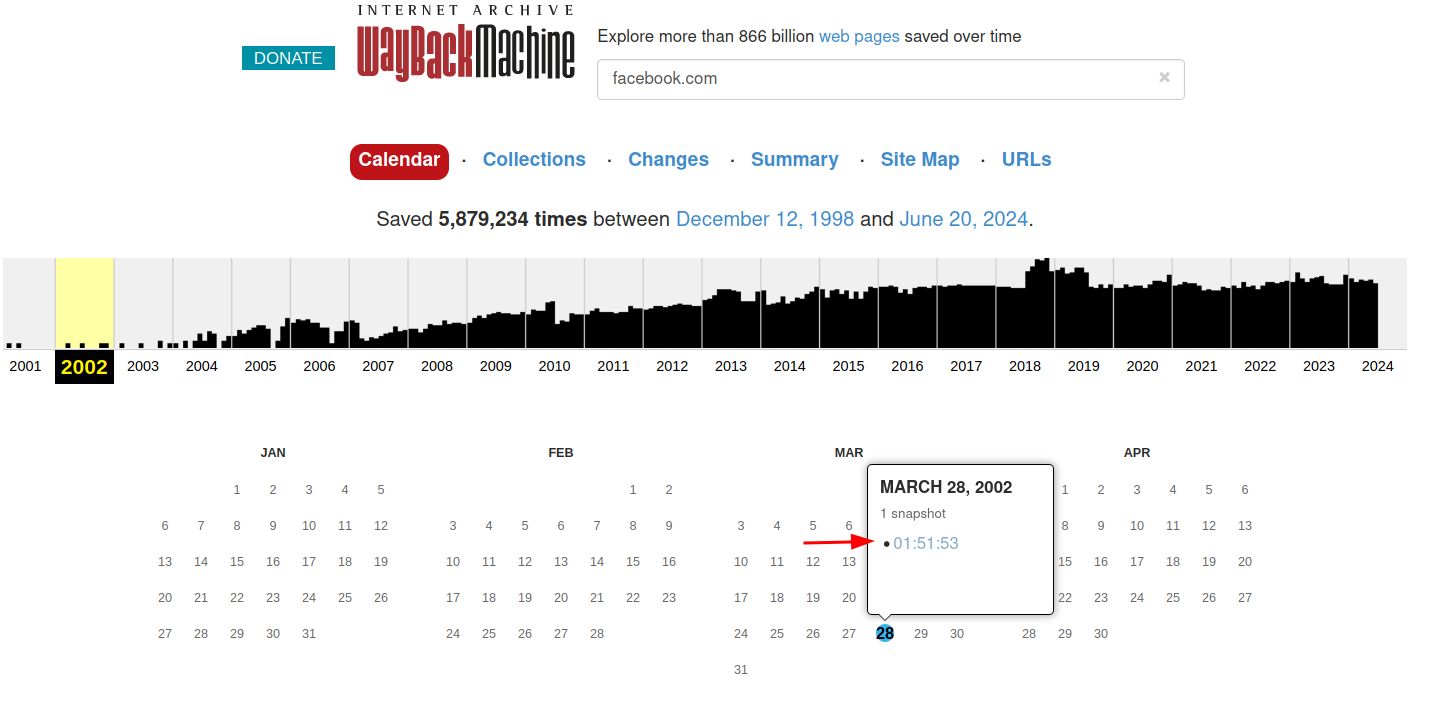 INTERNET ARCHIVE
WayBackMachine
DONATE
Explore more than 866 billion web pages saved over time
facebook.com ×
Calendar · Collections · Changes · Summary · Site Map · URLs
Saved 5,879,234 times between December 12, 1998 and June 20, 2024.
2001 2002 2003 2004 2005 2006 2007 2008 2009 2010 2011 2012 2013 2014 2015 2016 2017 2018 2019 2020 2021 2022 2023 2024
JAN
1 2 3 4 5
6 7 8 9 10 11 12
13 14 15 16 17 18 19
20 21 22 23 24 25 26
27 28 29 30 31
FEB
1 2
3 4 5 6 7 8 9
10 11 12 13 14 15 16
17 18 19 20 21 22 23
24 25 26 27 28
MAR
3 4 5 6
10 11 12 13
17 18 19 20
24 25 26 27 28 29 30
31
MARCH 28, 2002
1 snapshot
• 01:51:53
APR
1 2 3 4 5 6
8 9 10 11 12 13
15 16 17 18 19 20
22 23 24 25 26 27
28 29 30